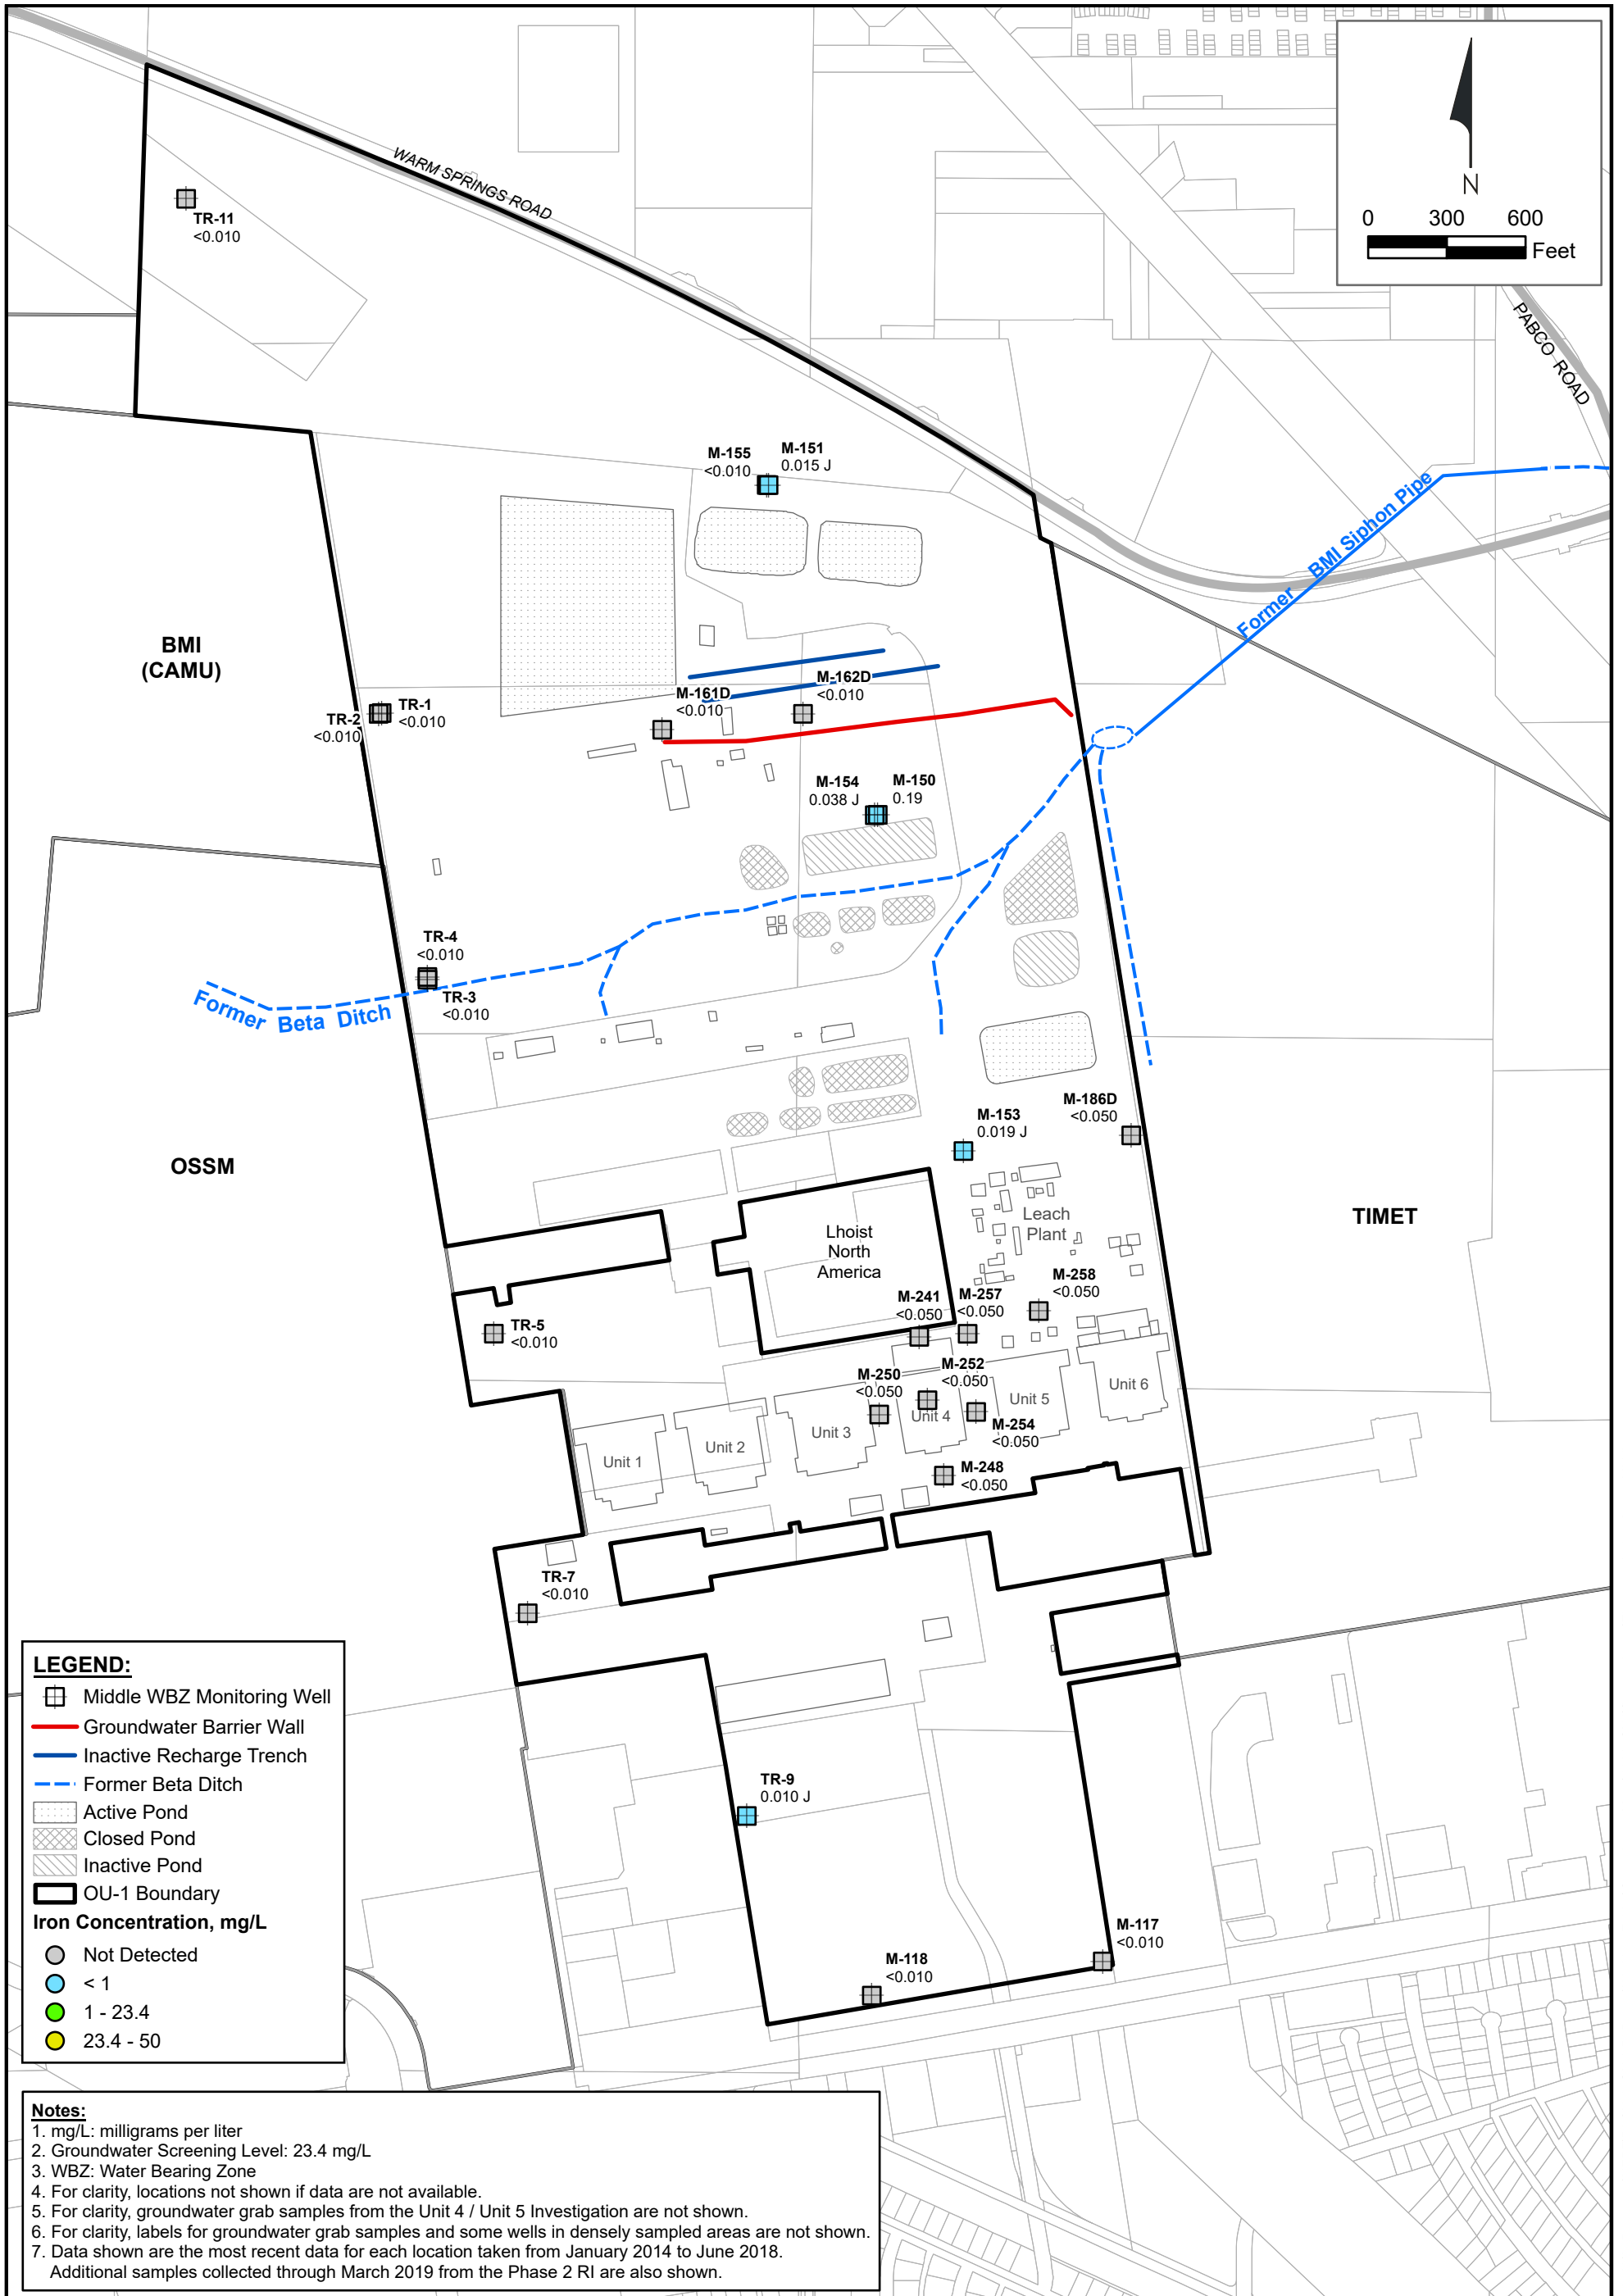 N
0 300 600
Feet
WARM SPRINGS ROAD
PABCO ROAD
TR-11
<0.010
M-155
<0.010
M-151
0.015 J
Former BMI Siphon Pipe
BMI
(CAMU)
M-161D
<0.010
M-162D
<0.010
TR-2
<0.010
TR-1
<0.010
M-154
0.038 J
M-150
0.19
TR-4
<0.010
TR-3
<0.010
Former Beta Ditch
M-186D
<0.050
M-153
0.019 J
OSSM
TIMET
Leach
Plant
Lhoist
North
America
M-258
<0.050
M-241
<0.050
M-257
<0.050
TR-5
<0.010
M-250
<0.050
M-252
<0.050
M-254
<0.050
Unit 1
Unit 2
Unit 3
Unit 4
Unit 5
Unit 6
M-248
<0.050
TR-7
<0.010
TR-9
0.010 J
M-117
<0.010
M-118
<0.010
LEGEND:
Middle WBZ Monitoring Well
Groundwater Barrier Wall
Inactive Recharge Trench
Former Beta Ditch
Active Pond
Closed Pond
Inactive Pond
OU-1 Boundary
Iron Concentration, mg/L
Not Detected
< 1
1 - 23.4
23.4 - 50
Notes:
1. mg/L: milligrams per liter
2. Groundwater Screening Level: 23.4 mg/L
3. WBZ: Water Bearing Zone
4. For clarity, locations not shown if data are not available.
5. For clarity, groundwater grab samples from the Unit 4 / Unit 5 Investigation are not shown.
6. For clarity, labels for groundwater grab samples and some wells in densely sampled areas are not shown.
7. Data shown are the most recent data for each location taken from January 2014 to June 2018.
Additional samples collected through March 2019 from the Phase 2 RI are also shown.